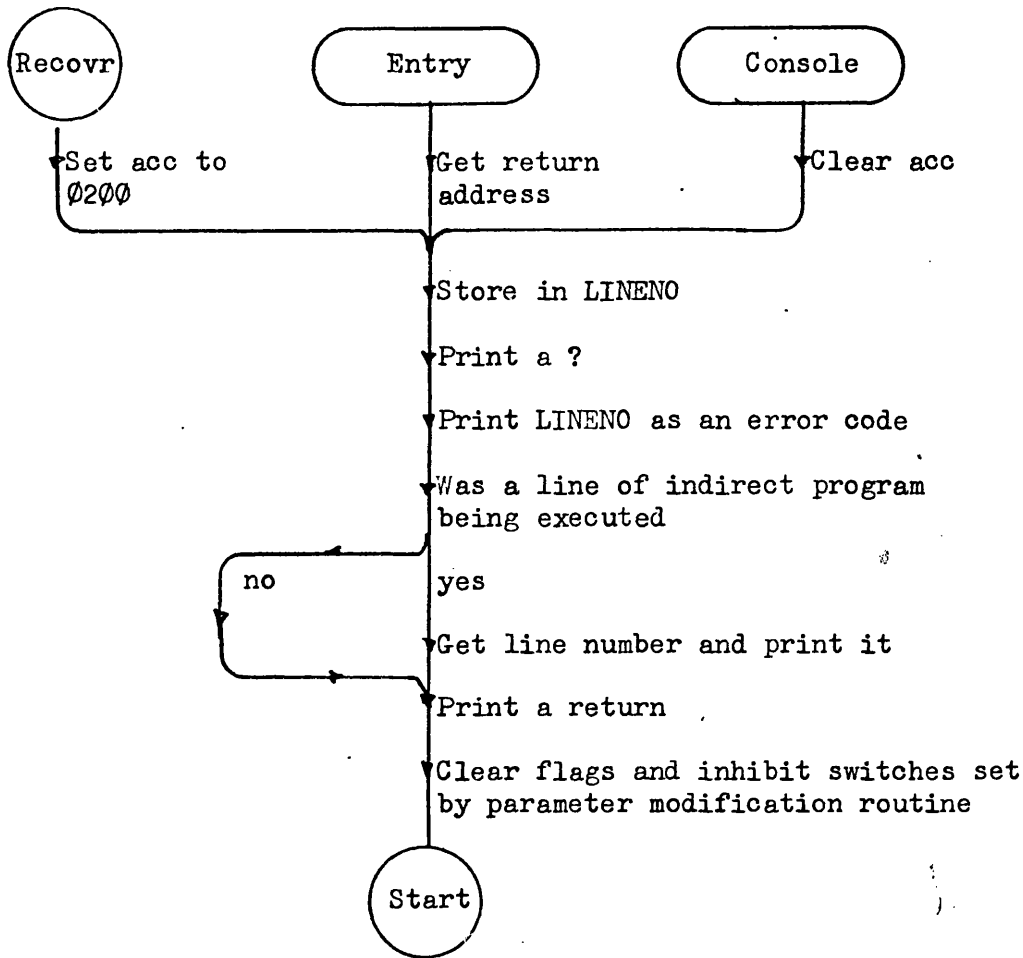 Recovr
Entry
Console
Set acc to
Ø2ØØ
Get return
address
Clear acc
Store in LINENO
Print a ?
Print LINENO as an error code
Was a line of indirect program
being executed
no
yes
Get line number and print it
Print a return
Clear flags and inhibit switches set
by parameter modification routine
Start